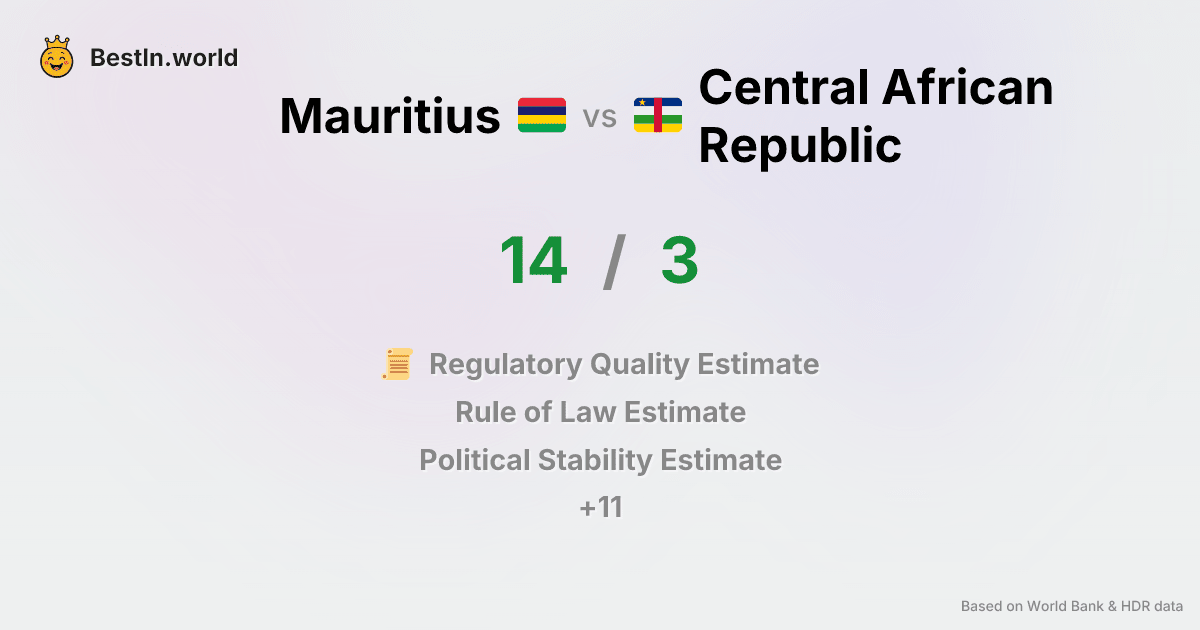 BestIn.world
Mauritius vs Central African
Republic
14 / 3
Regulatory Quality Estimate
Rule of Law Estimate
Political Stability Estimate
+11
Based on World Bank & HDR data